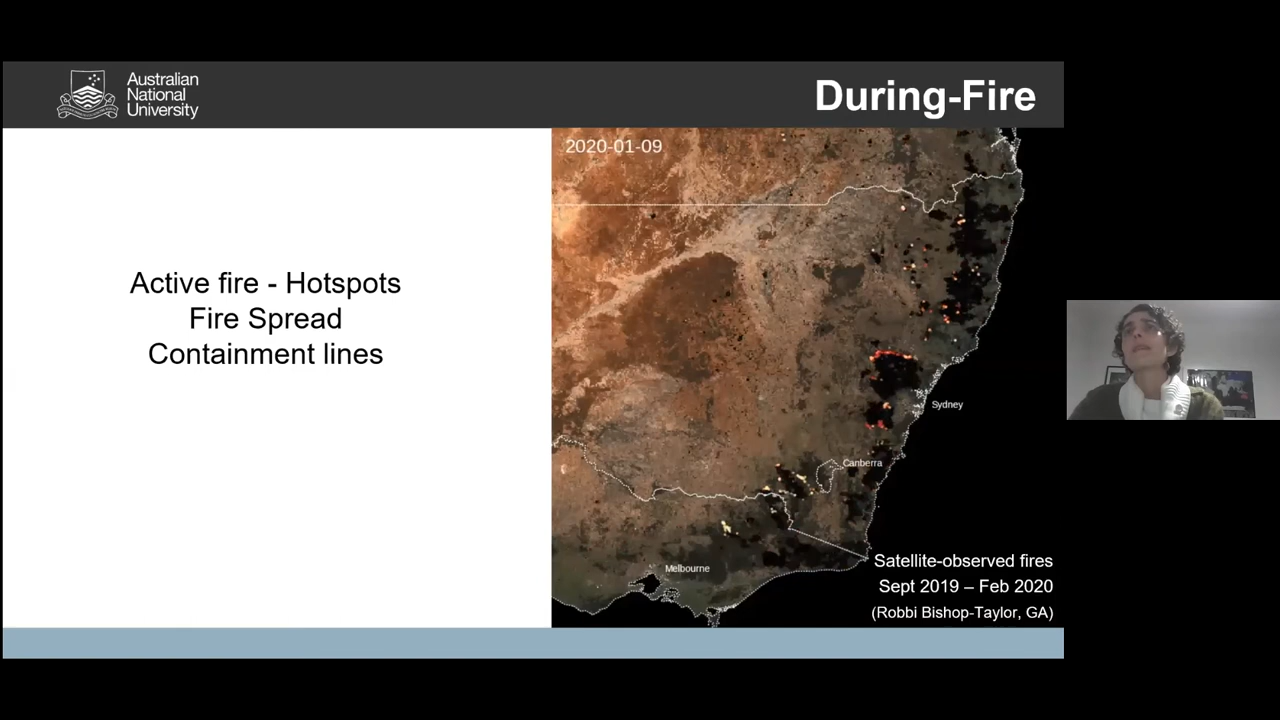 Australian
National
University
During-Fire
2020-01-09
Active fire - Hotspots
Fire Spread
Containment lines
Sydney
Canberra
Melbourne
Satellite-observed fires
Sept 2019 – Feb 2020
(Robbi Bishop-Taylor, GA)